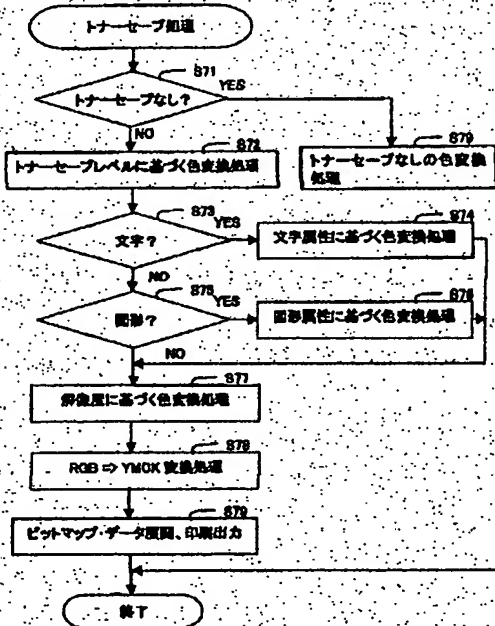 トナーセーブ処理
S71
トナーセーブなし？
YES
NO
S72
トナーセーブレベルに基づく色変換処理
S79
トナーセーブなしの色変換
処理
S73
文字？
YES
S74
文字属性に基づく色変換処理
NO
S75
図形？
YES
S76
図形属性に基づく色変換処理
NO
S77
解像度に基づく色変換処理
S78
RGB ⇒ YMCK 変換処理
S79
ビットマップ・データ展開、印刷出力
終了